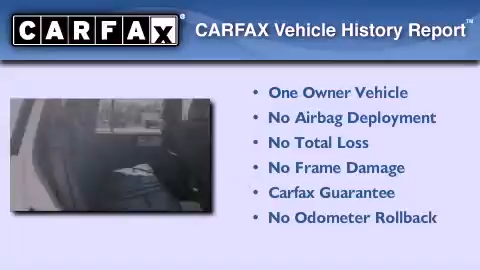 CARFAX® CARFAX Vehicle History Report™
• One Owner Vehicle
• No Airbag Deployment
• No Total Loss
• No Frame Damage
• Carfax Guarantee
• No Odometer Rollback